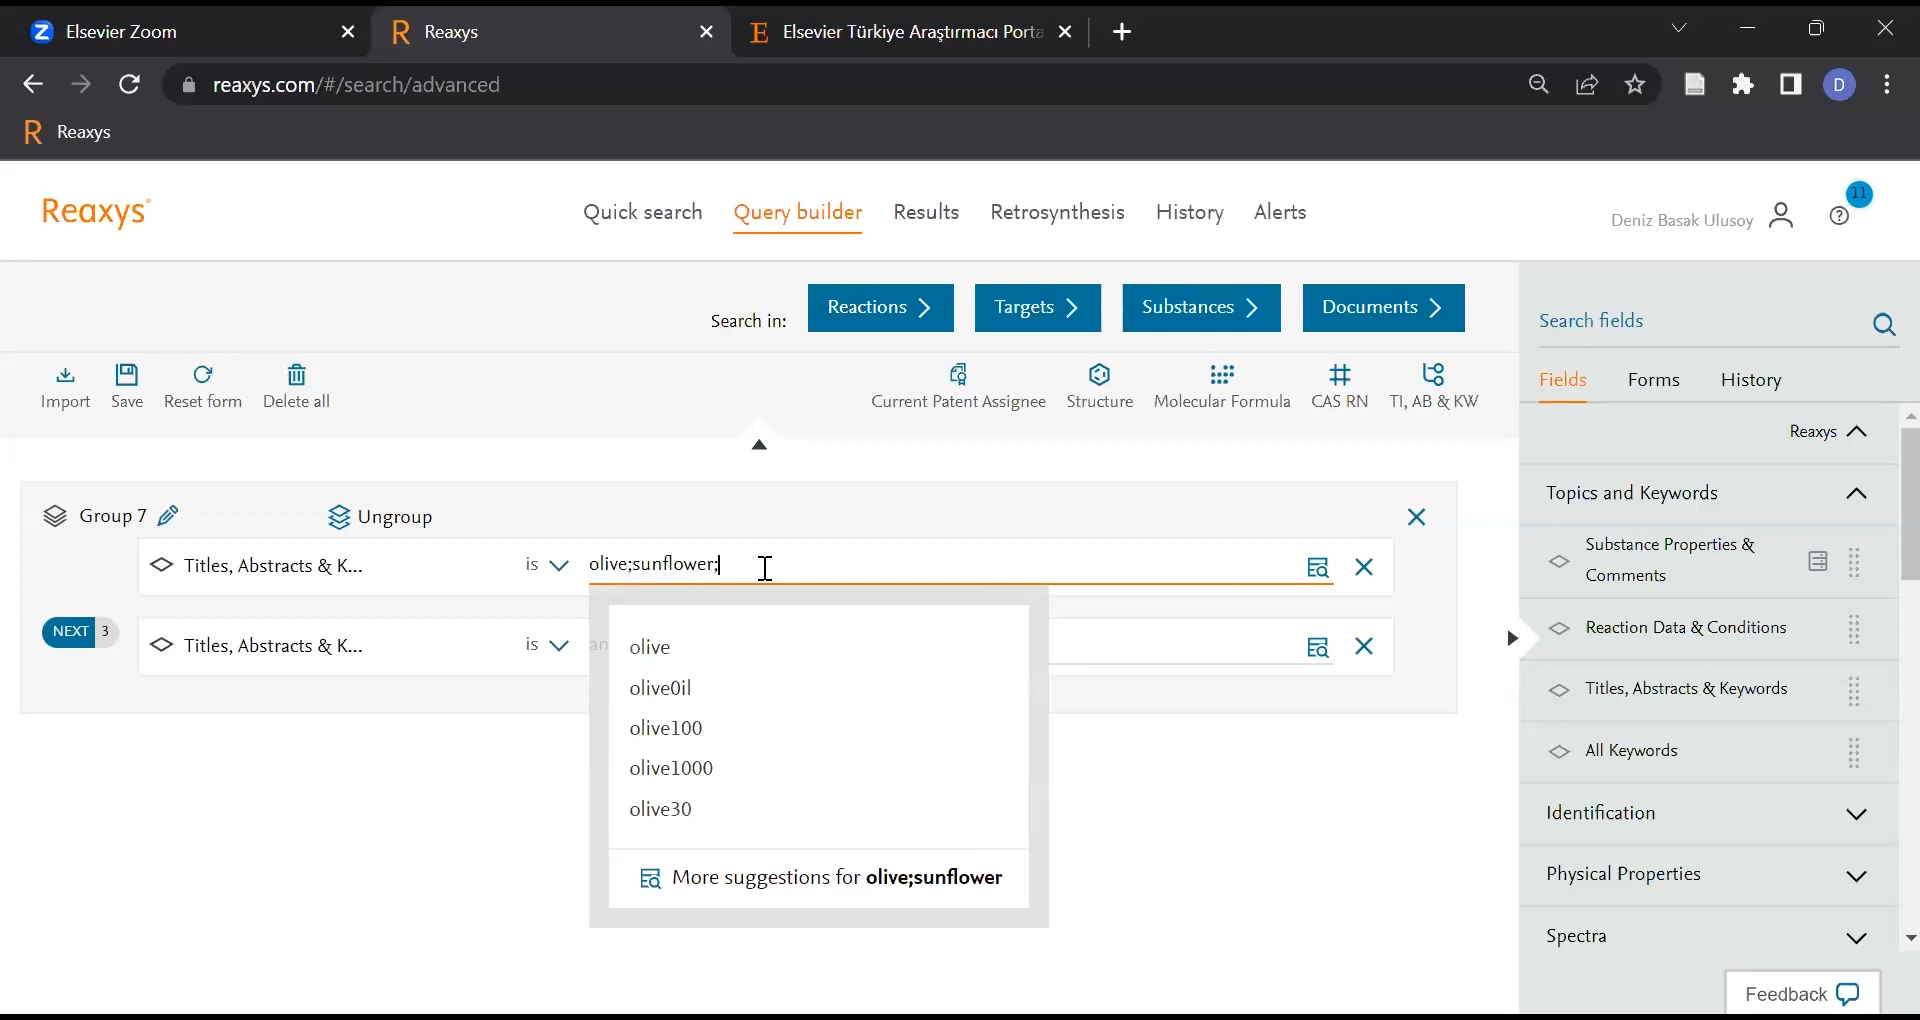 Elsevier Zoom
Reaxys
Elsevier Türkiye Araştırmacı Porta
reaxys.com/#/search/advanced
D
R Reaxys
Reaxys
Quick search
Query builder
Results
Retrosynthesis
History
Alerts
Deniz Basak Ulusoy
11
Search in:
Reactions
Targets
Substances
Documents
Import
Save
Reset form
Delete all
Current Patent Assignee
Structure
Molecular Formula
CAS RN
TI, AB & KW
Group 7
Ungroup
Titles, Abstracts & K...
is
olive;sunflower;
NEXT 3
Titles, Abstracts & K...
is
an
olive
olive0il
olive100
olive1000
olive30
More suggestions for olive;sunflower
Search fields
Fields
Forms
History
Reaxys
Topics and Keywords
Substance Properties &
Comments
Reaction Data & Conditions
Titles, Abstracts & Keywords
All Keywords
Identification
Physical Properties
Spectra
Feedback